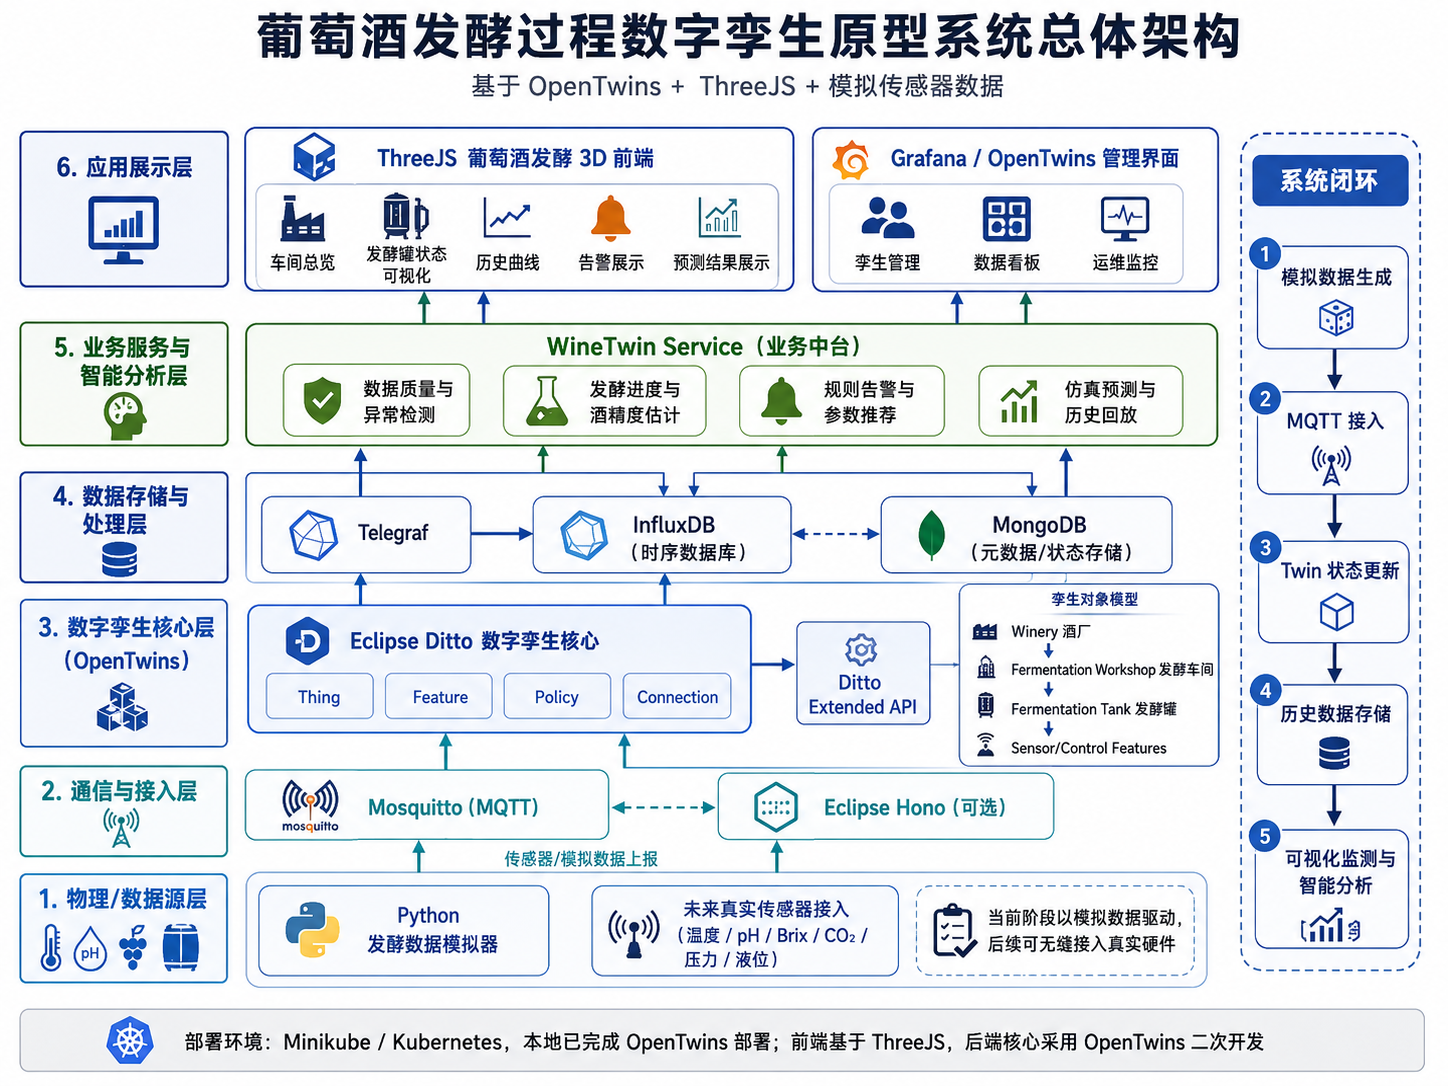 葡萄酒发酵过程数字孪生原型系统总体架构
基于 OpenTwins + ThreeJS + 模拟传感器数据
6. 应用展示层
ThreeJS 葡萄酒发酵 3D 前端
车间总览
发酵罐状态
可视化
历史曲线
告警展示
预测结果展示
Grafana / OpenTwins 管理界面
孪生管理
数据看板
运维监控
5. 业务服务与
智能分析层
WineTwin Service（业务中台）
数据质量与
异常检测
发酵进度与
酒精度估计
规则告警与
参数推荐
仿真预测与
历史回放
4. 数据存储与
处理层
Telegraf
InfluxDB
（时序数据库）
MongoDB
（元数据/状态存储）
3. 数字孪生核心层
（OpenTwins）
Eclipse Ditto 数字孪生核心
Thing
Feature
Policy
Connection
Ditto
Extended API
孪生对象模型
Winery 酒厂
Fermentation Workshop 发酵车间
Fermentation Tank 发酵罐
Sensor/Control Features
2. 通信与接入层
mosquitto
Mosquitto (MQTT)
Eclipse Hono (可选)
传感器/模拟数据上报
1. 物理/数据源层
pH
Python
发酵数据模拟器
未来真实传感器接入
（温度 / pH / Brix / CO₂ /
压力 / 液位）
当前阶段以模拟数据驱动，
后续可无缝接入真实硬件
系统闭环
1
模拟数据生成
2
MQTT 接入
3
Twin 状态更新
4
历史数据存储
5
可视化监测与
智能分析
部署环境：Minikube / Kubernetes，本地已完成 OpenTwins 部署；前端基于 ThreeJS，后端核心采用 OpenTwins 二次开发